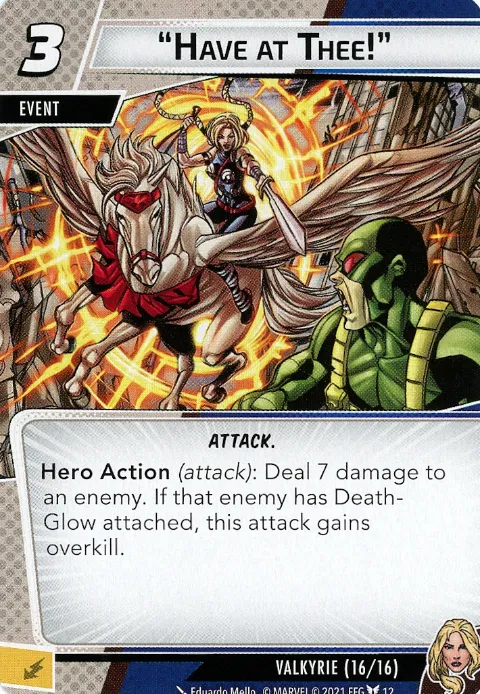 3
“HAVE AT THEE!”
EVENT
ATTACK.
Hero Action (attack): Deal 7 damage to
an enemy. If that enemy has Death-
Glow attached, this attack gains
overkill.
VALKYRIE (16/16)
Eduardo Mello © MARVEL © 2021 FFG 12